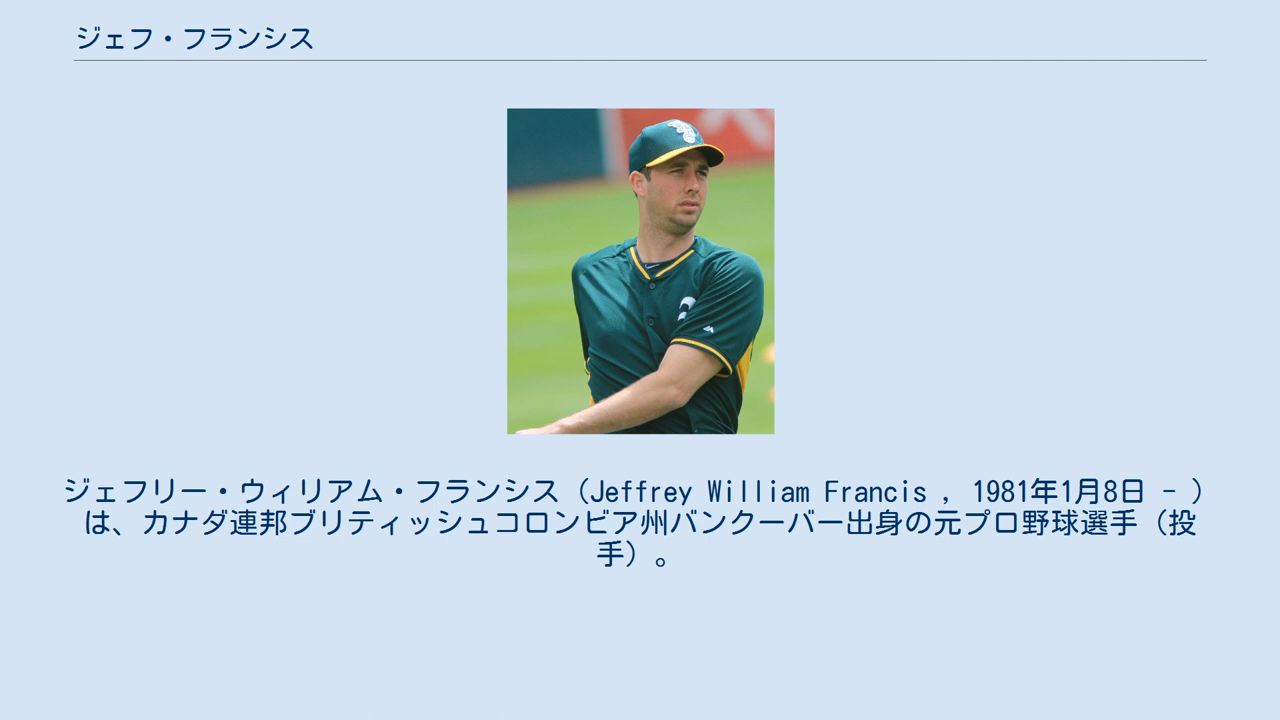 ジェフ・フランシス
ジェフリー・ウィリアム・フランシス（Jeffrey William Francis , 1981年1月8日 - ）
は、カナダ連邦ブリティッシュコロンビア州バンクーバー出身の元プロ野球選手（投
手）。